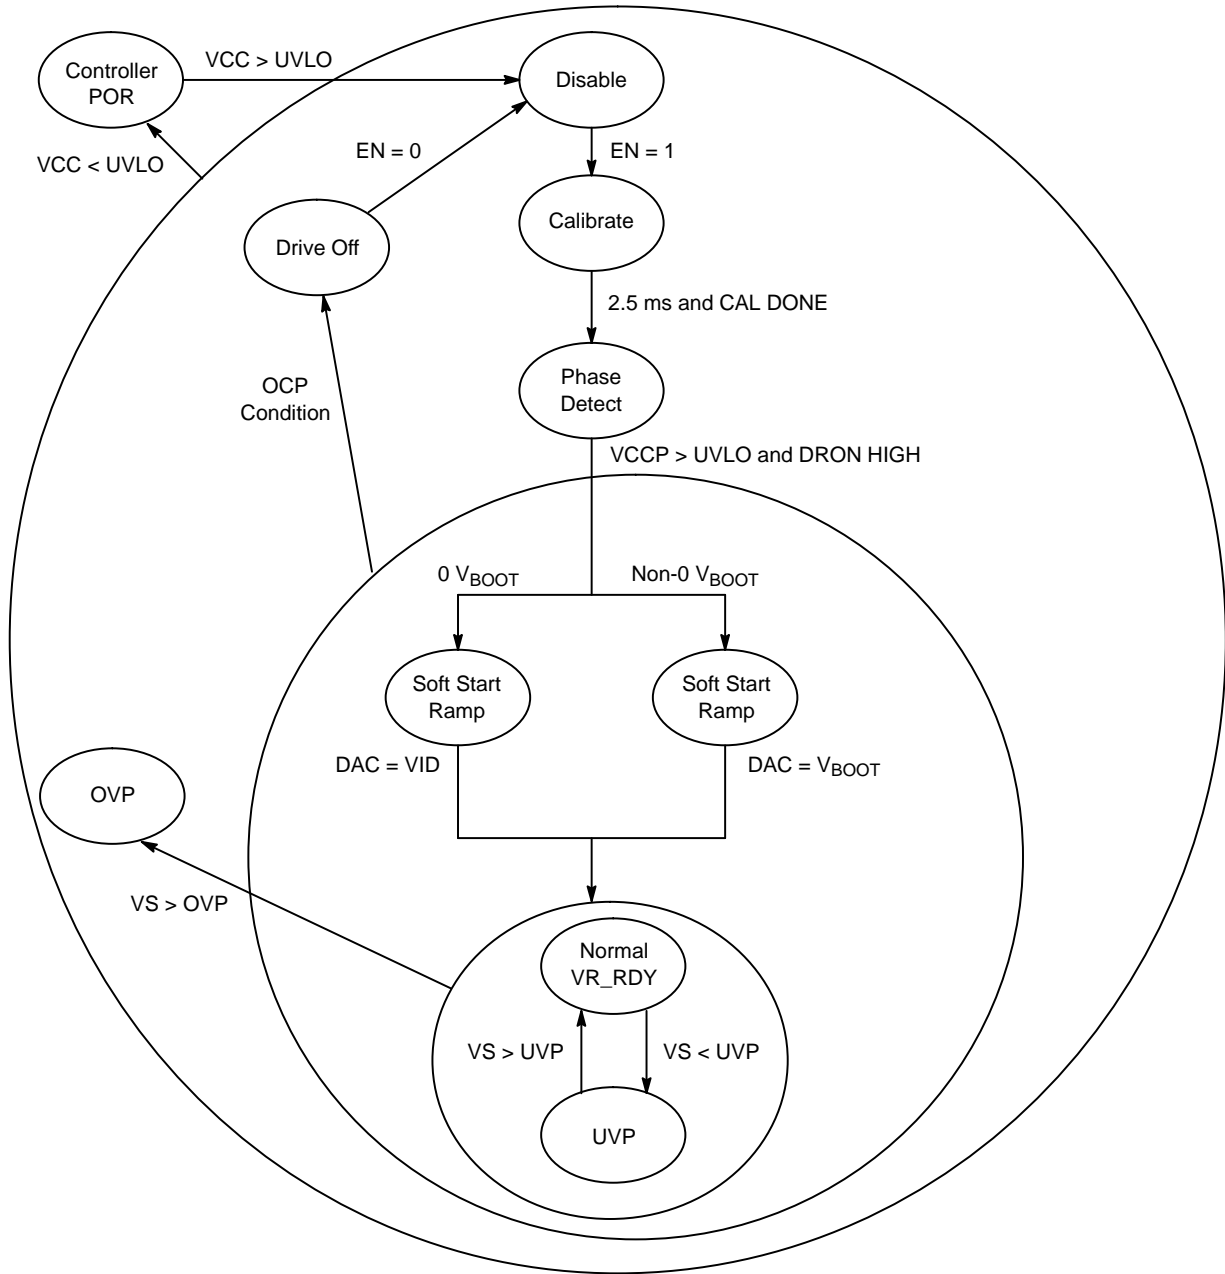 Controller
POR
VCC > UVLO
Disable
VCC < UVLO
EN = 0
EN = 1
Drive Off
Calibrate
2.5 ms and CAL DONE
Phase
Detect
OCP
Condition
VCCP > UVLO and DRON HIGH
0 VBOOT
Non-0 VBOOT
Soft Start
Ramp
Soft Start
Ramp
DAC = VID
DAC = VBOOT
OVP
VS > OVP
Normal
VR_RDY
VS > UVP
VS < UVP
UVP